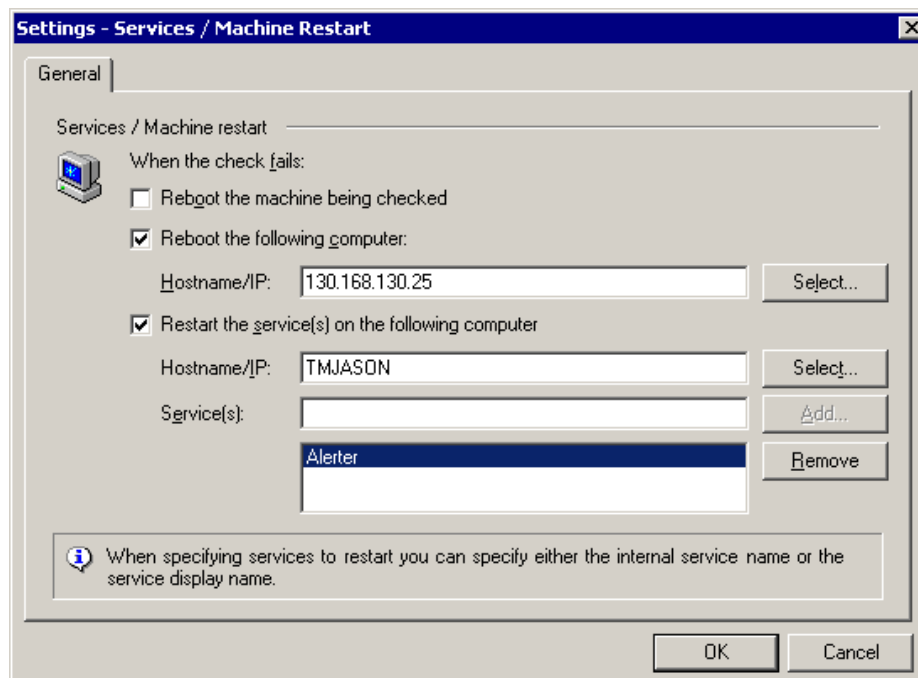 Settings - Services / Machine Restart
General
Services / Machine restart
When the check fails:
Reboot the machine being checked
Reboot the following computer:
Hostname/IP: 130.168.130.25 Select...
Restart the service(s) on the following computer
Hostname/IP: TMJASON Select...
Service(s): Add...
Alerter Remove
When specifying services to restart you can specify either the internal service name or the
service display name.
OK Cancel